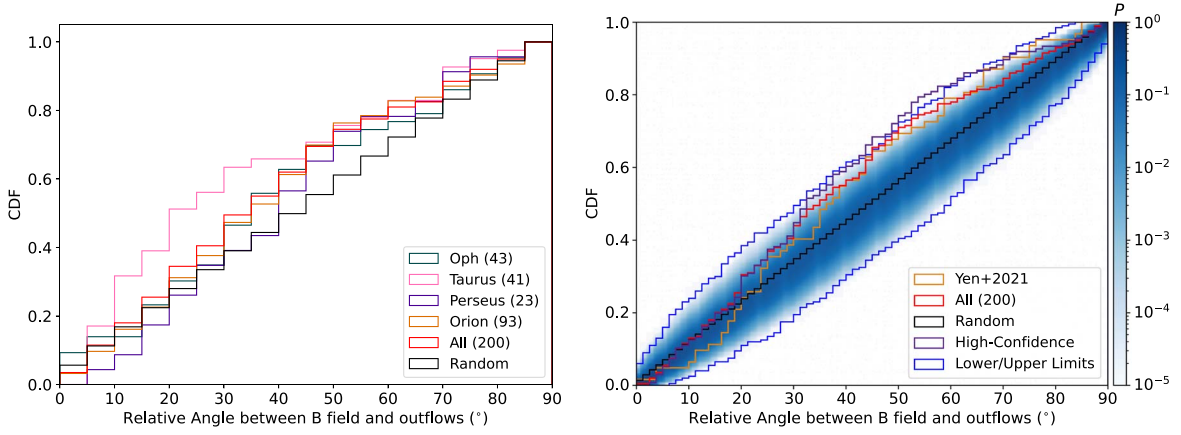 CDF
1.0
0.8
0.6
0.4
0.2
0.0
Oph (43)
Taurus (41)
Perseus (23)
Orion (93)
All (200)
Random
0 10 20 30 40 50 60 70 80 90
Relative Angle between B field and outflows (°)
CDF
1.0
0.8
0.6
0.4
0.2
0.0
Yen+2021
All (200)
Random
High-Confidence
Lower/Upper Limits
0 10 20 30 40 50 60 70 80 90
Relative Angle between B field and outflows (°)
P
10⁰
10⁻¹
10⁻²
10⁻³
10⁻⁴
10⁻⁵